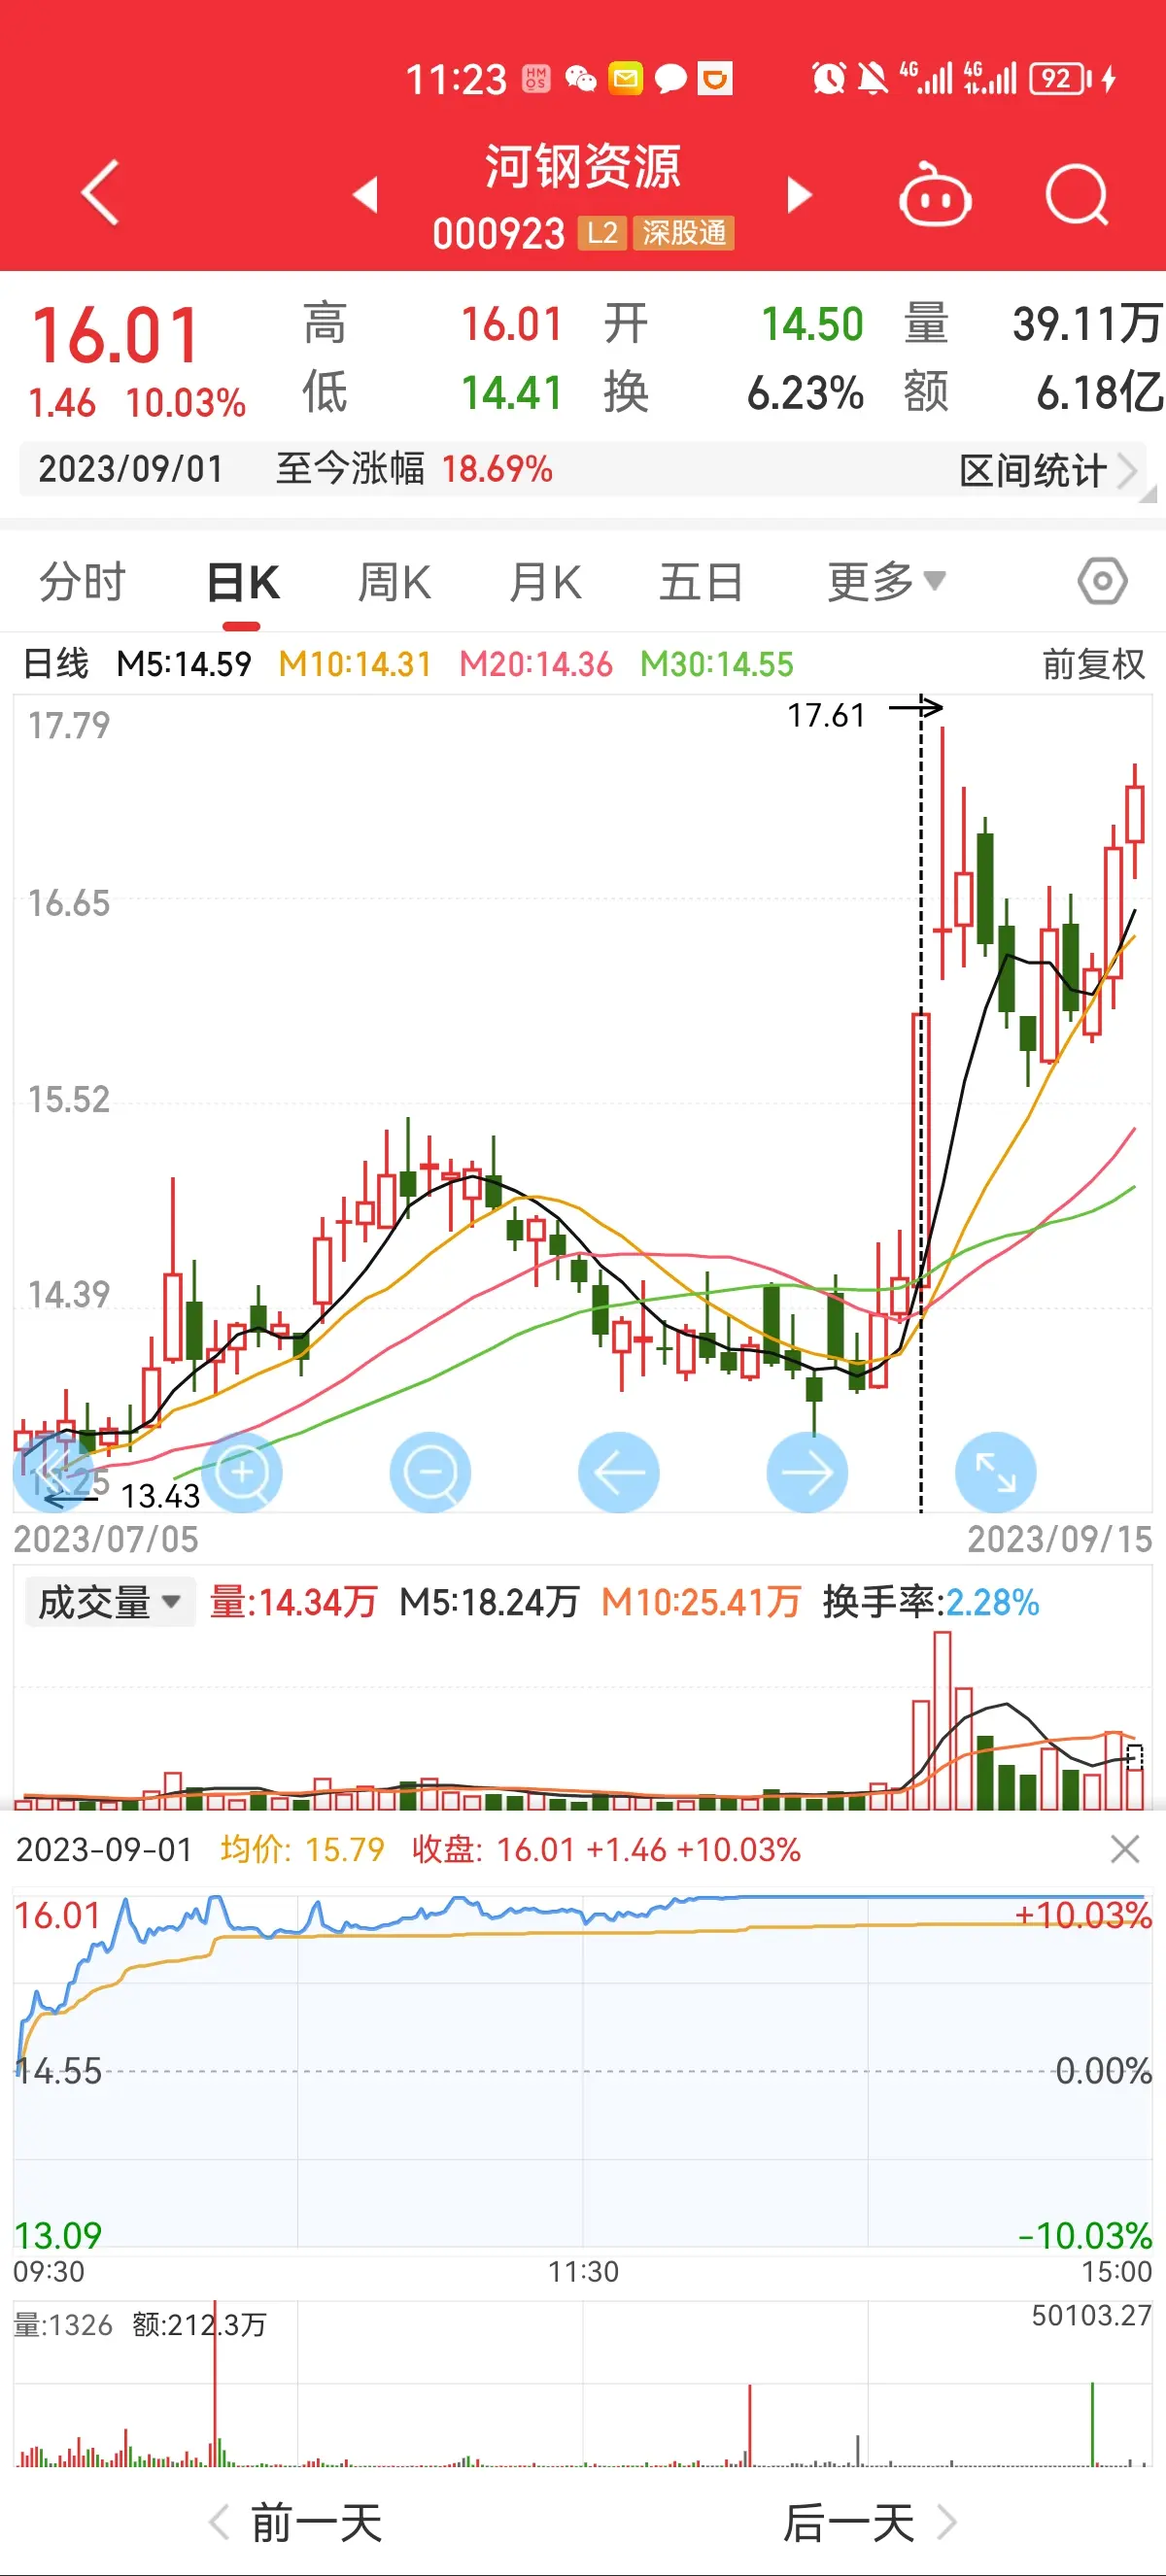 11:23 HM OS 4G 4G 92
河钢资源
000923 L2 深股通
16.01 高 16.01 开 14.50 量 39.11万
1.46 10.03% 低 14.41 换 6.23% 额 6.18亿
2023/09/01 至今涨幅 18.69% 区间统计
分时 日K 周K 月K 五日 更多
日线 M5:14.59 M10:14.31 M20:14.36 M30:14.55 前复权
17.61
17.79
16.65
15.52
14.39
13.25
13.43
2023/07/05 2023/09/15
成交量 量:14.34万 M5:18.24万 M10:25.41万 换手率:2.28%
2023-09-01 均价: 15.79 收盘: 16.01 +1.46 +10.03%
16.01 +10.03%
14.55 0.00%
13.09 -10.03%
09:30 11:30 15:00
量:1326 额:212.3万 50103.27
前一天 后一天